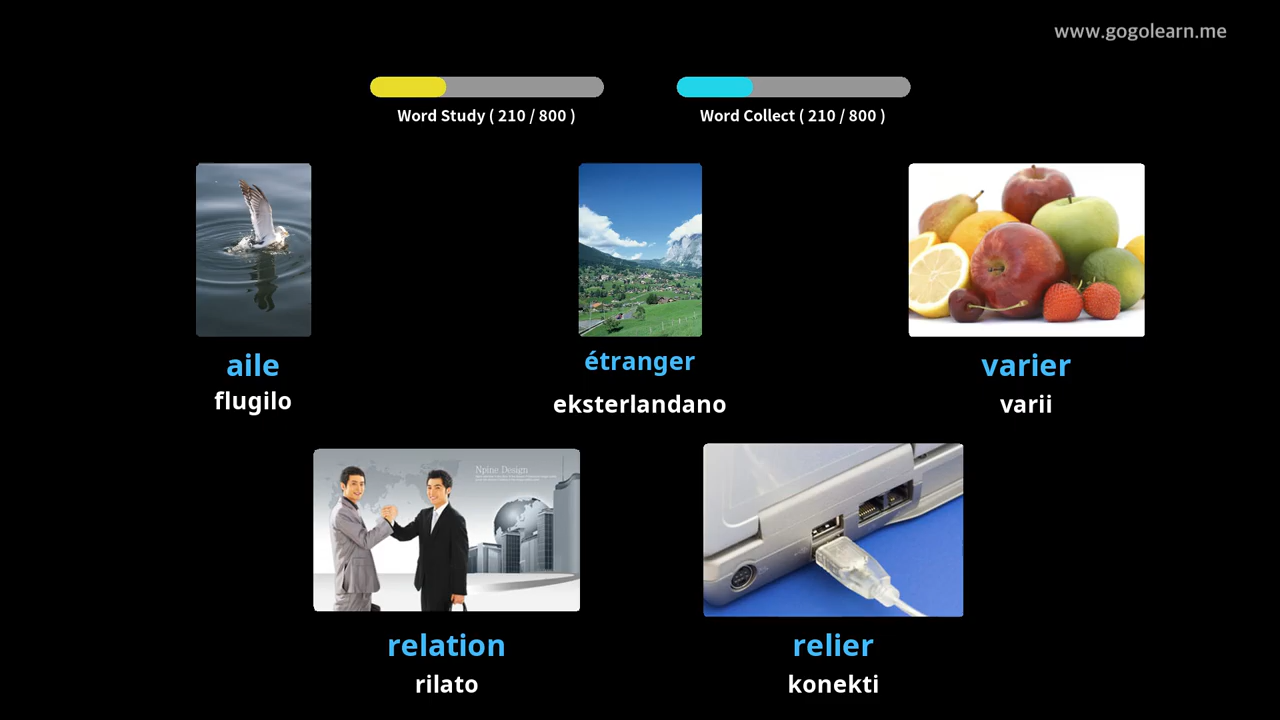 www.gogolearn.me
Word Study ( 210 / 800 )
Word Collect ( 210 / 800 )
aile
flugilo
étranger
eksterlandano
varier
varii
Npine Design
relation
rilato
relier
konekti